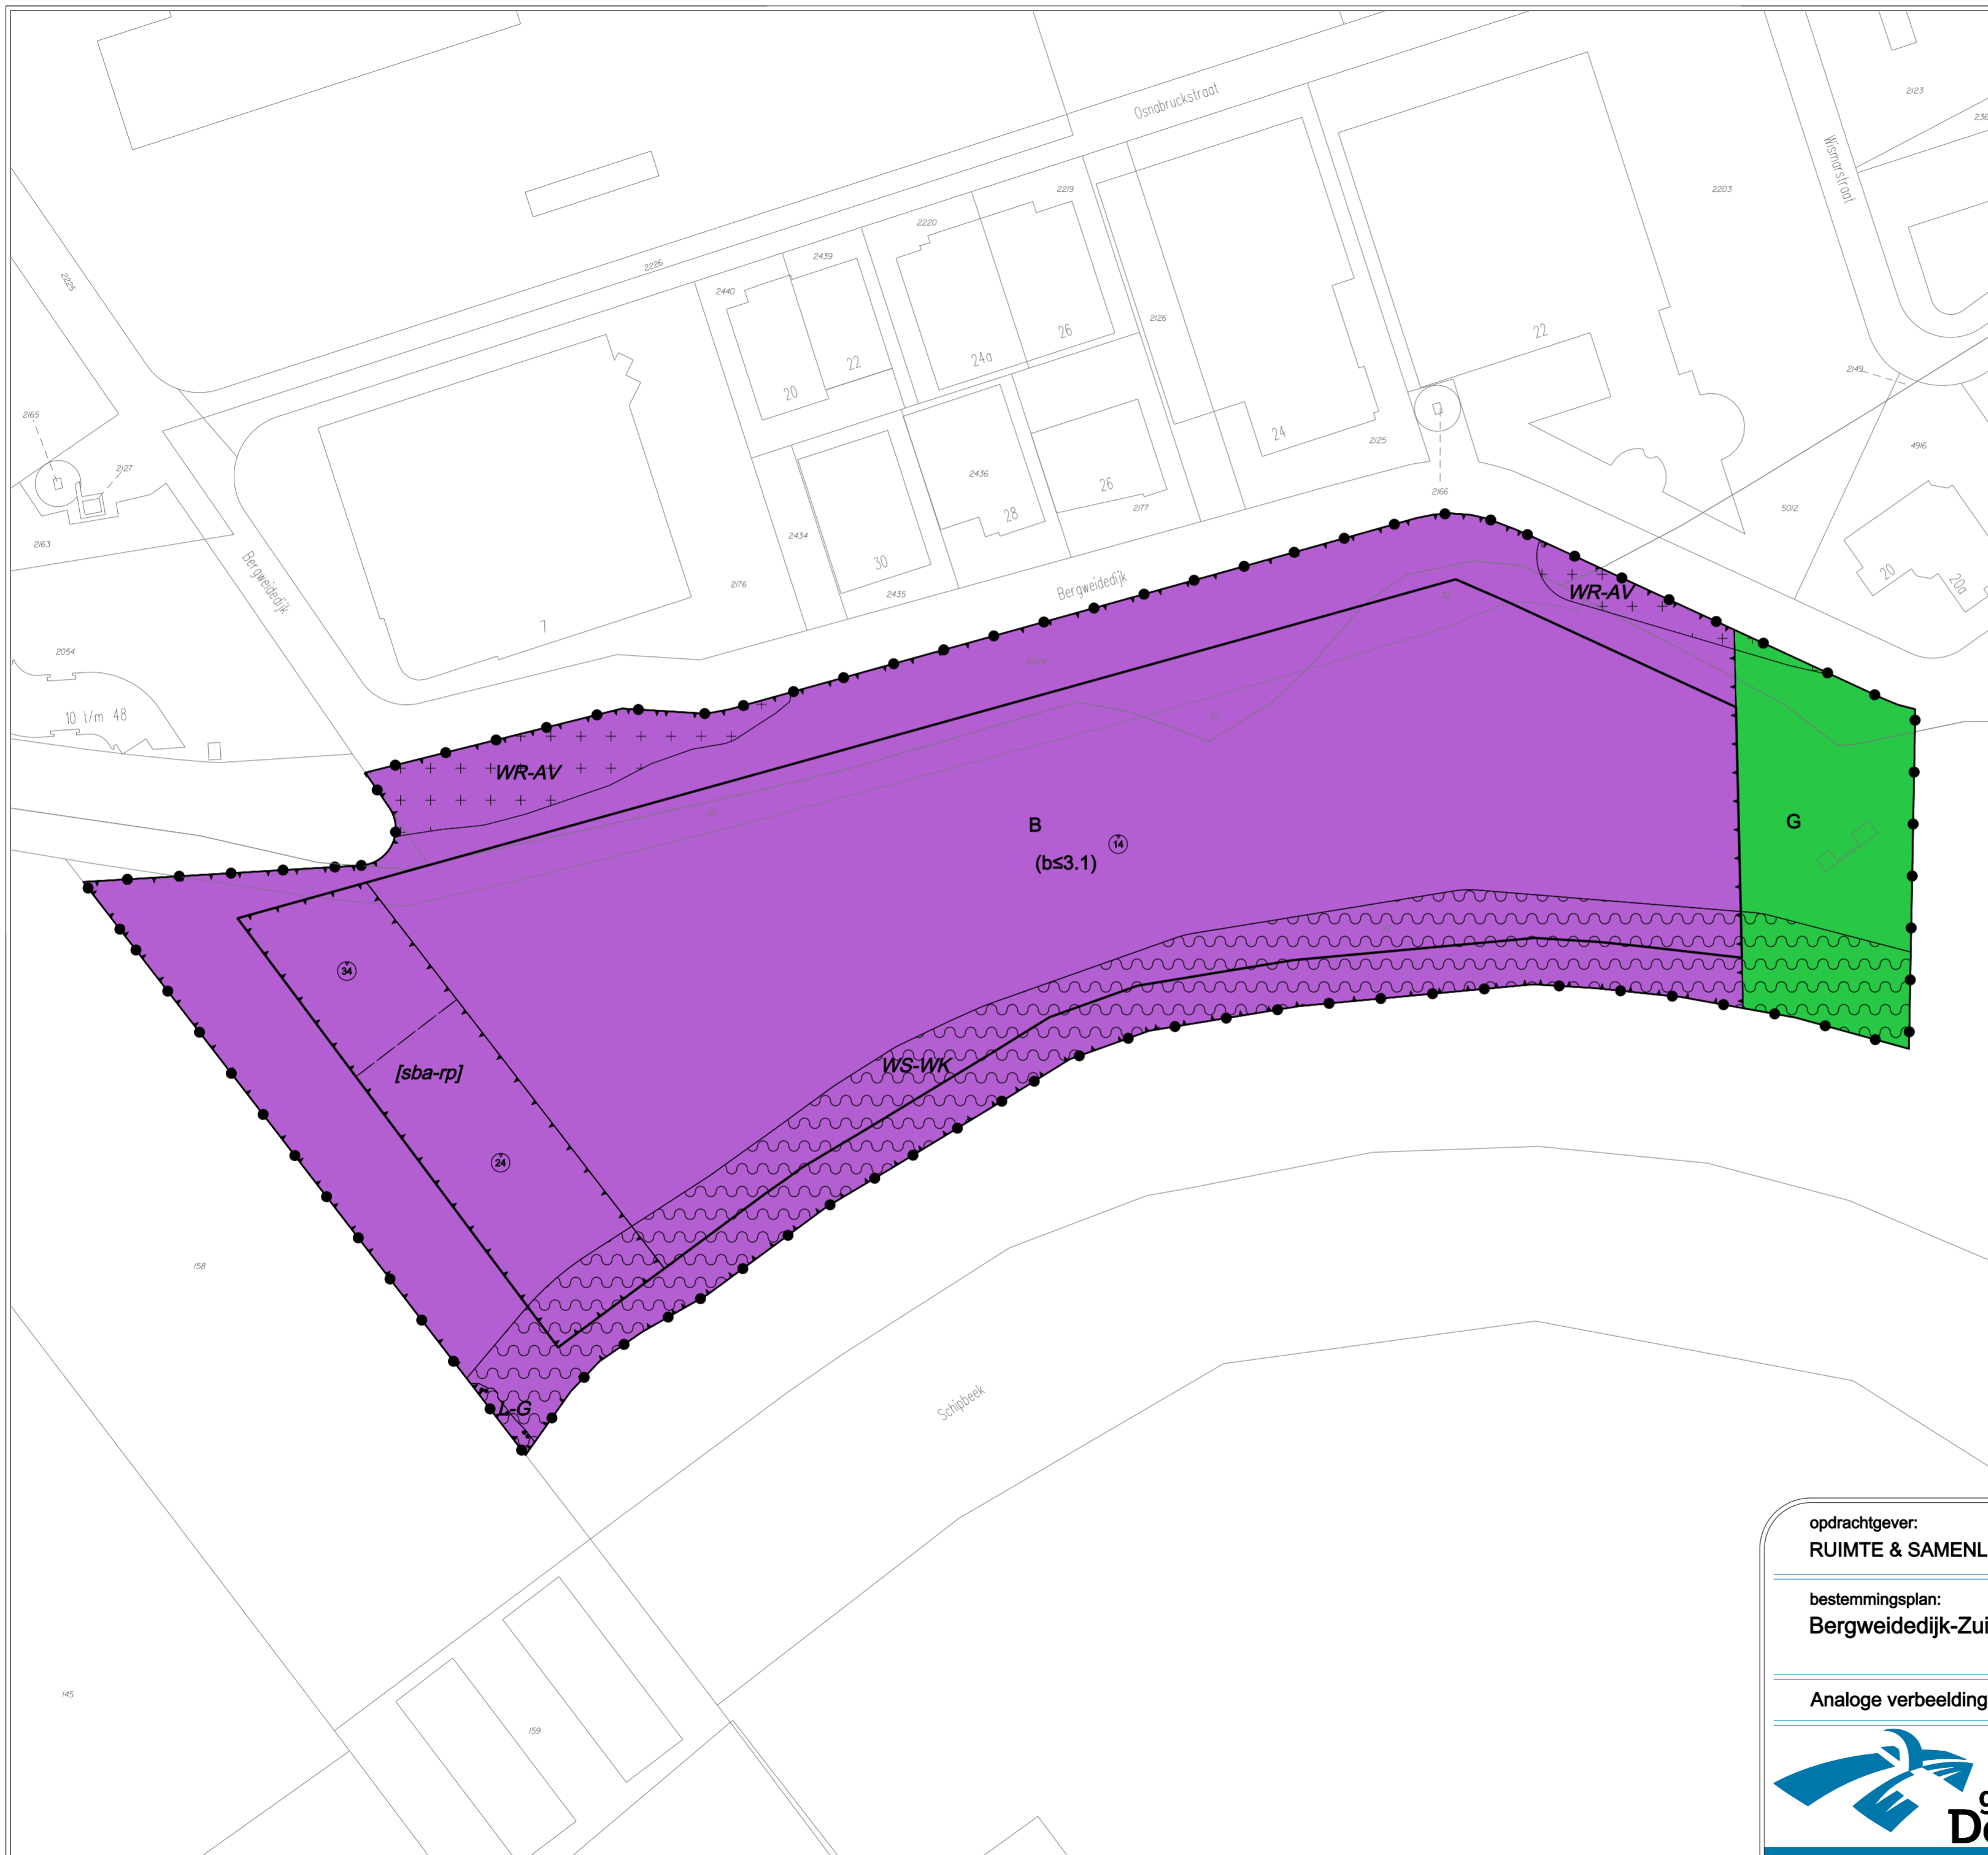 Osnabruckstraat
2123
236
Wismarstraat
2203
2219
2220
2439
2226
2225
2440
2126
26
22
24a
22
20
2149
2165
24
2125
4916
2127
2436
26
28
2166
2177
5012
2163
2434
30
Bergweidedijk
2176
2435
Bergweidedijk
20
20a
WR-AV
7
2054
10 t/m 48
WR-AV
B
14
(b≤3.1)
G
34
WS-WK
[sba-rp]
24
158
L-G
Schipbeek
opdrachtgever:
RUIMTE & SAMENL
bestemmingsplan:
Bergweidedijk-Zui
Analoge verbeelding
145
159
g
De